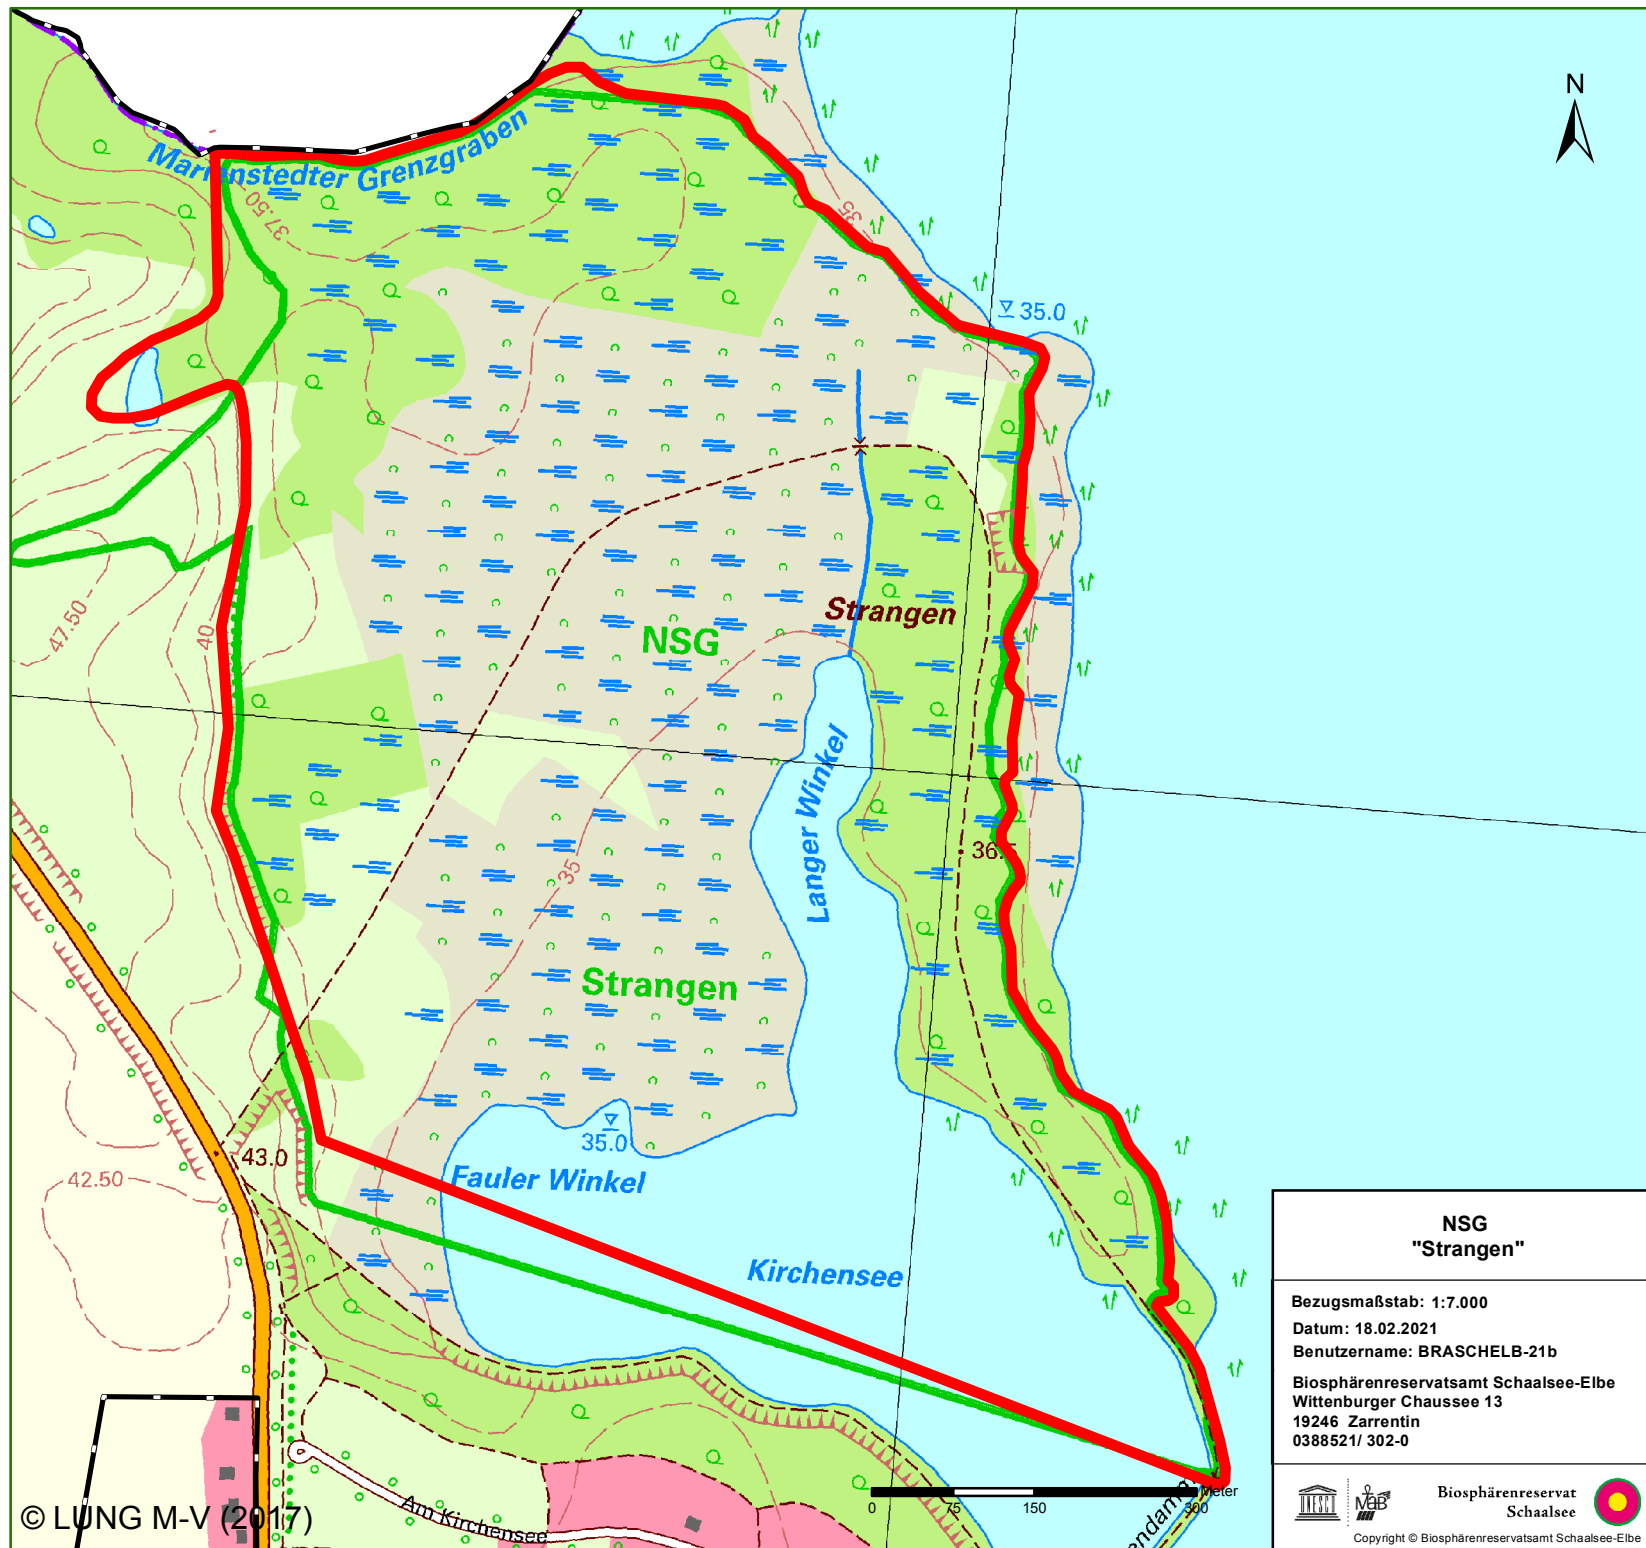 N
Marienstedter Grenzgraben
37.50
35
35.0
Strangen
NSG
47.50
40
Langer Winkel
36.5
35
Strangen
35.0
43.0
42.50
Fauler Winkel
Kirchensee
Am Kirchensee
© LUNG M-V (2017)
Meter
0 75 150 300
NSG
"Strangen"
Bezugsmaßstab: 1:7.000
Datum: 18.02.2021
Benutzername: BRASCHELB-21b
Biosphärenreservatsamt Schaalsee-Elbe
Wittenburger Chaussee 13
19246 Zarrentin
0388521/ 302-0
UNESCO
MaB
Biosphärenreservat
Schaalsee
Copyright © Biosphärenreservatsamt Schaalsee-Elbe